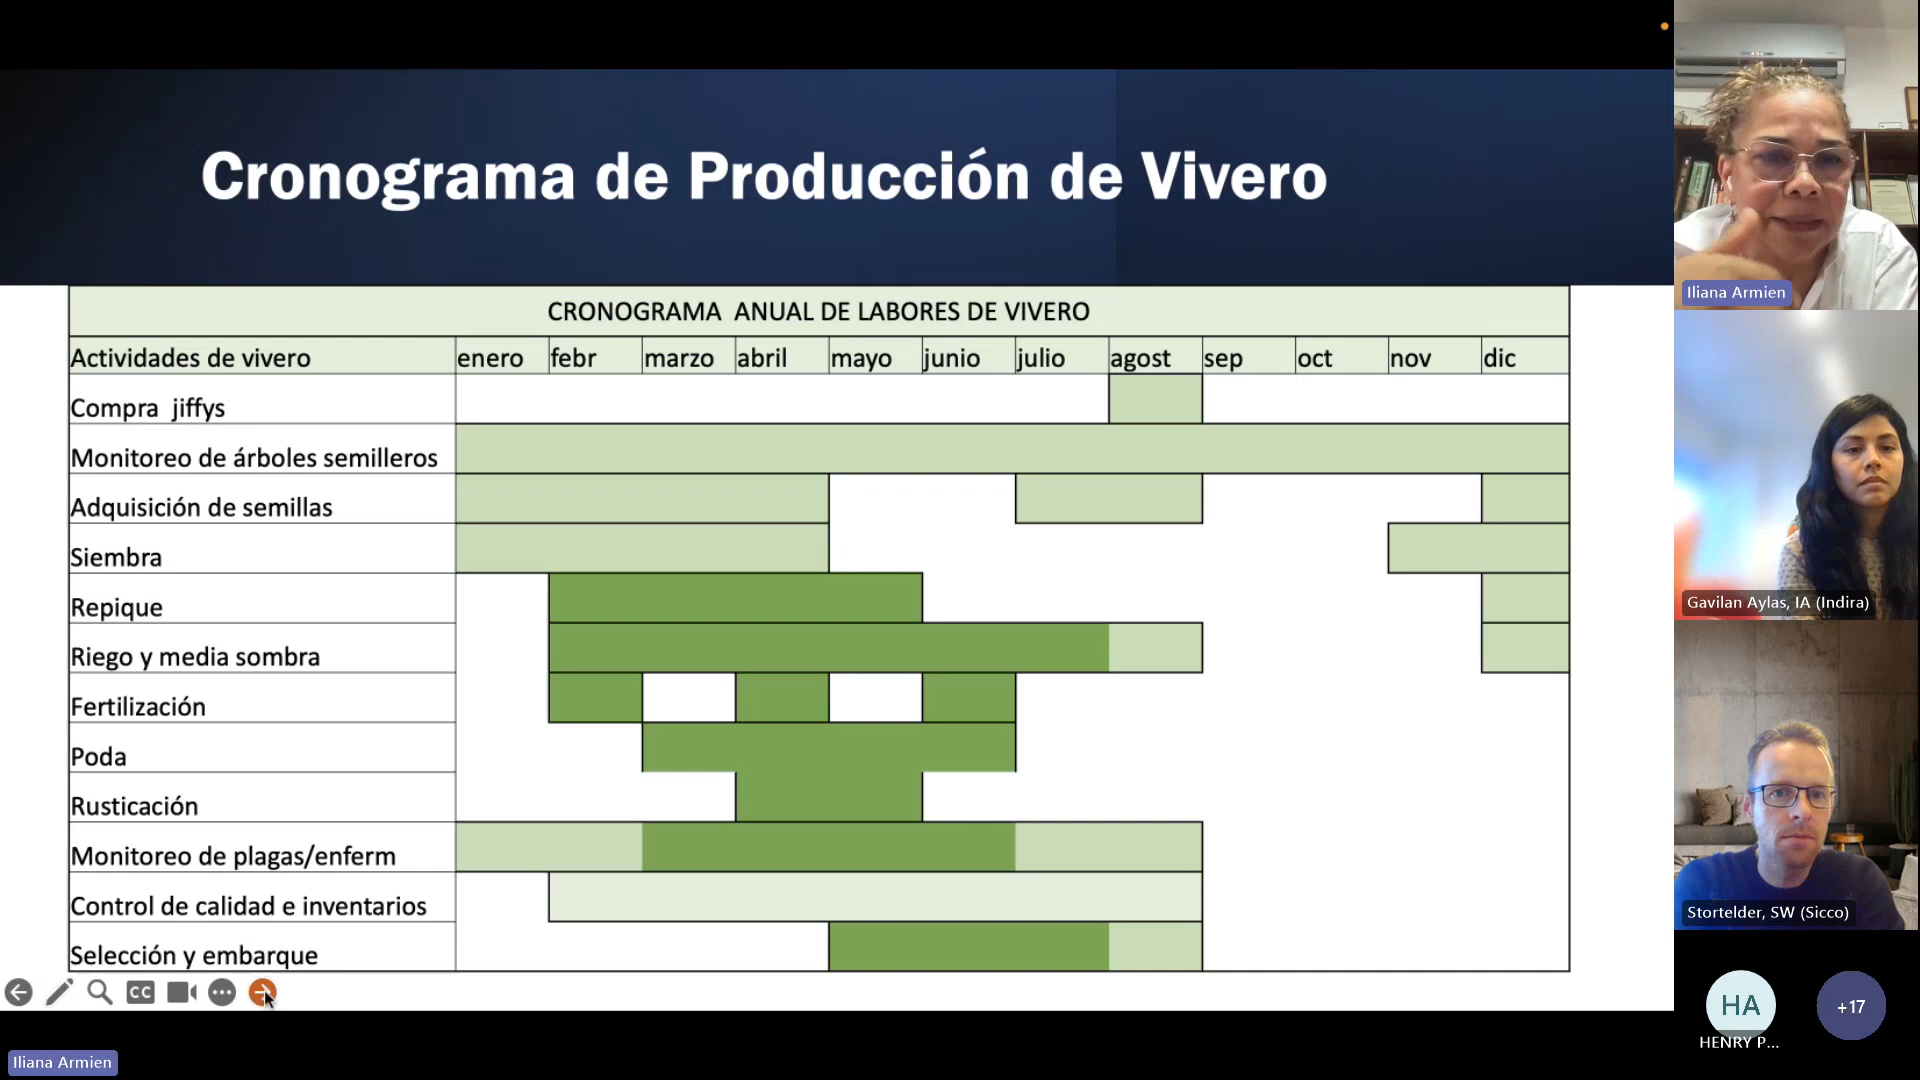 Cronograma de Producción de Vivero
CRONOGRAMA ANUAL DE LABORES DE VIVERO
Actividades de vivero enero febr marzo abril mayo junio julio agost sep oct nov dic
Compra jiffys
Monitoreo de árboles semilleros
Adquisición de semillas
Siembra
Repique
Riego y media sombra
Fertilización
Poda
Rusticación
Monitoreo de plagas/enferm
Control de calidad e inventarios
Selección y embarque
CC
Iliana Armien
Iliana Armien
Gavilan Aylas, IA (Indira)
Stortelder, SW (Sicco)
HA
HENRY P...
+17